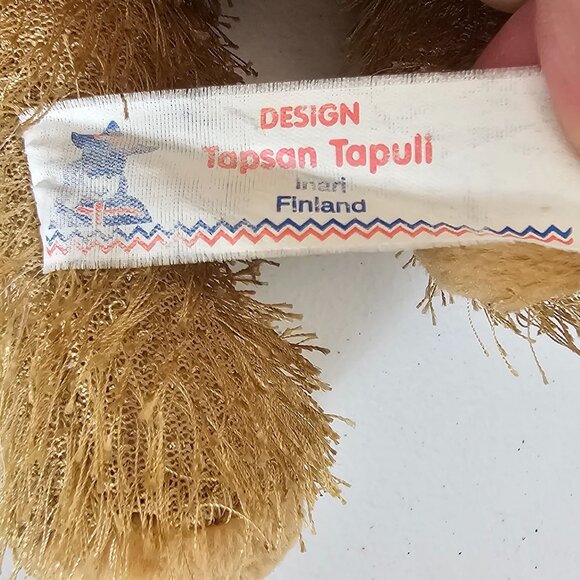 DESIGN
Tapsan Tapuli
Inari
Finland